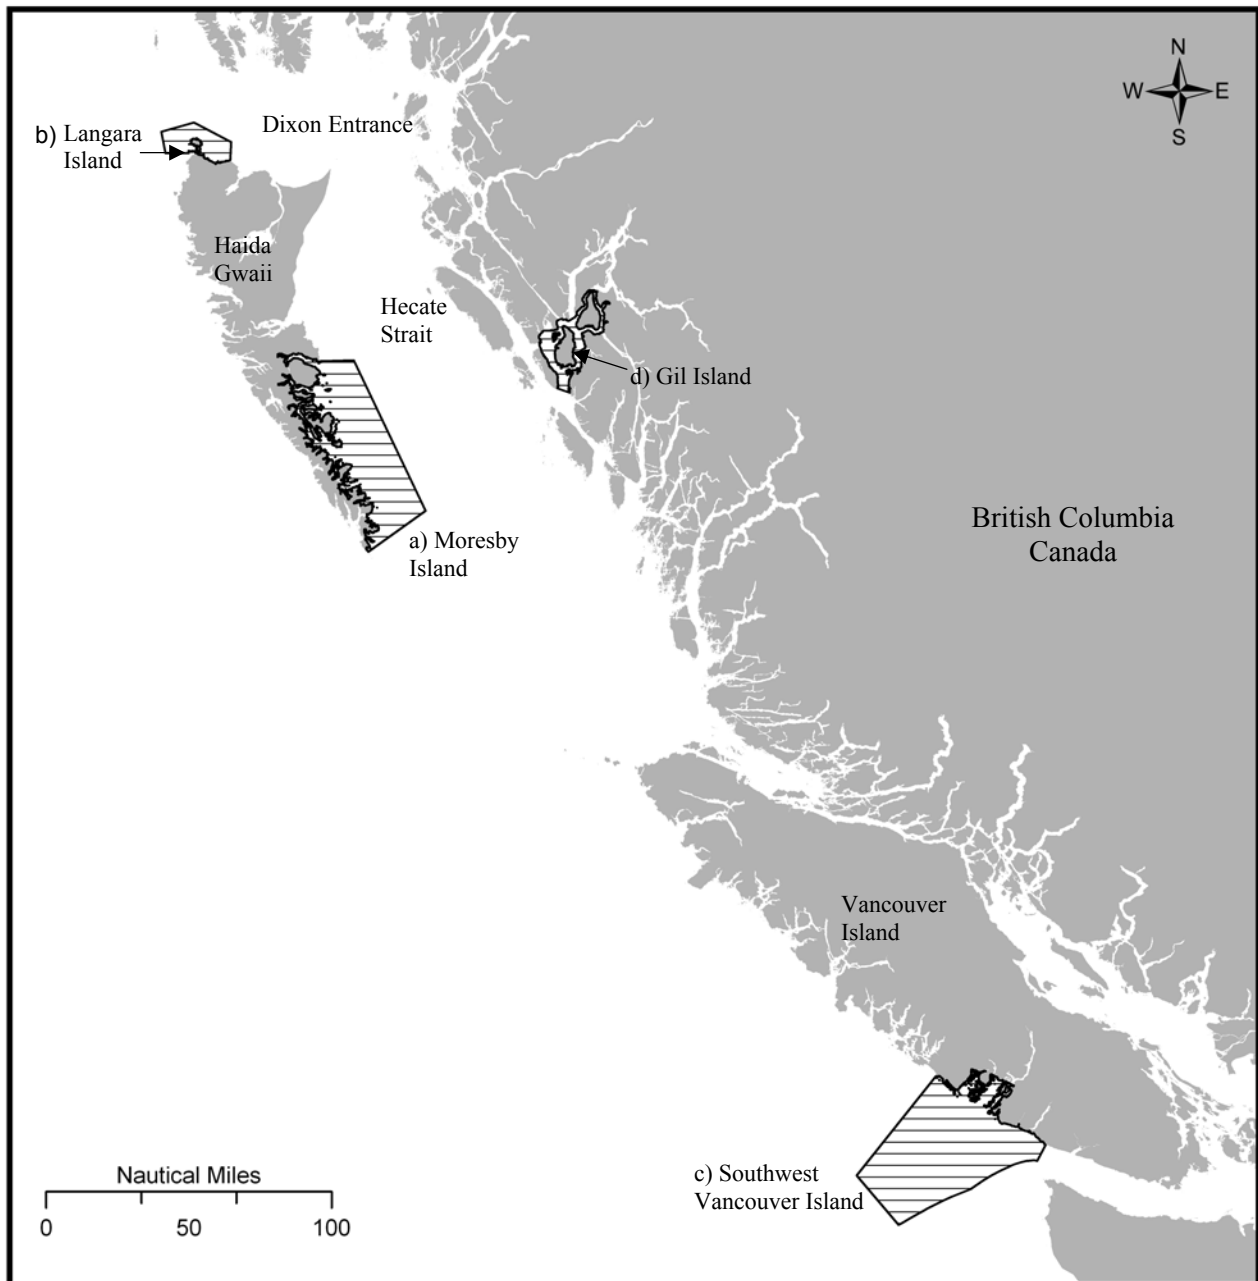 N
W E
S
Dixon Entrance
b) Langara
Island
Haida
Gwaii
Hecate
Strait
d) Gil Island
a) Moresby
Island
British Columbia
Canada
Vancouver
Island
c) Southwest
Vancouver Island
Nautical Miles
0 50 100